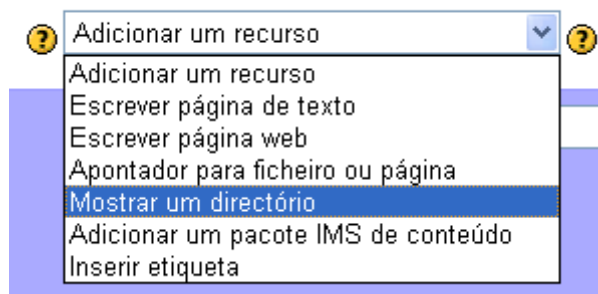 Adicionar um recurso
Adicionar um recurso
Escrever página de texto
Escrever página web
Apontador para ficheiro ou página
Mostrar um directório
Adicionar um pacote IMS de conteúdo
Inserir etiqueta